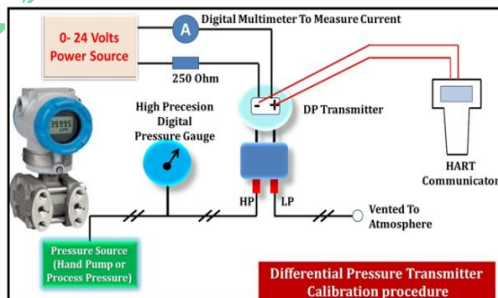 0- 24 Volts
Power Source
A
Digital Multimeter To Measure Current
250 Ohm
High Precesion
Digital
Pressure Gauge
- +
DP Transmitter
HART
Communicator
HP
LP
Vented To
Atmosphere
Pressure Source
(Hand Pump or
Process Pressure)
Differential Pressure Transmitter
Calibration procedure